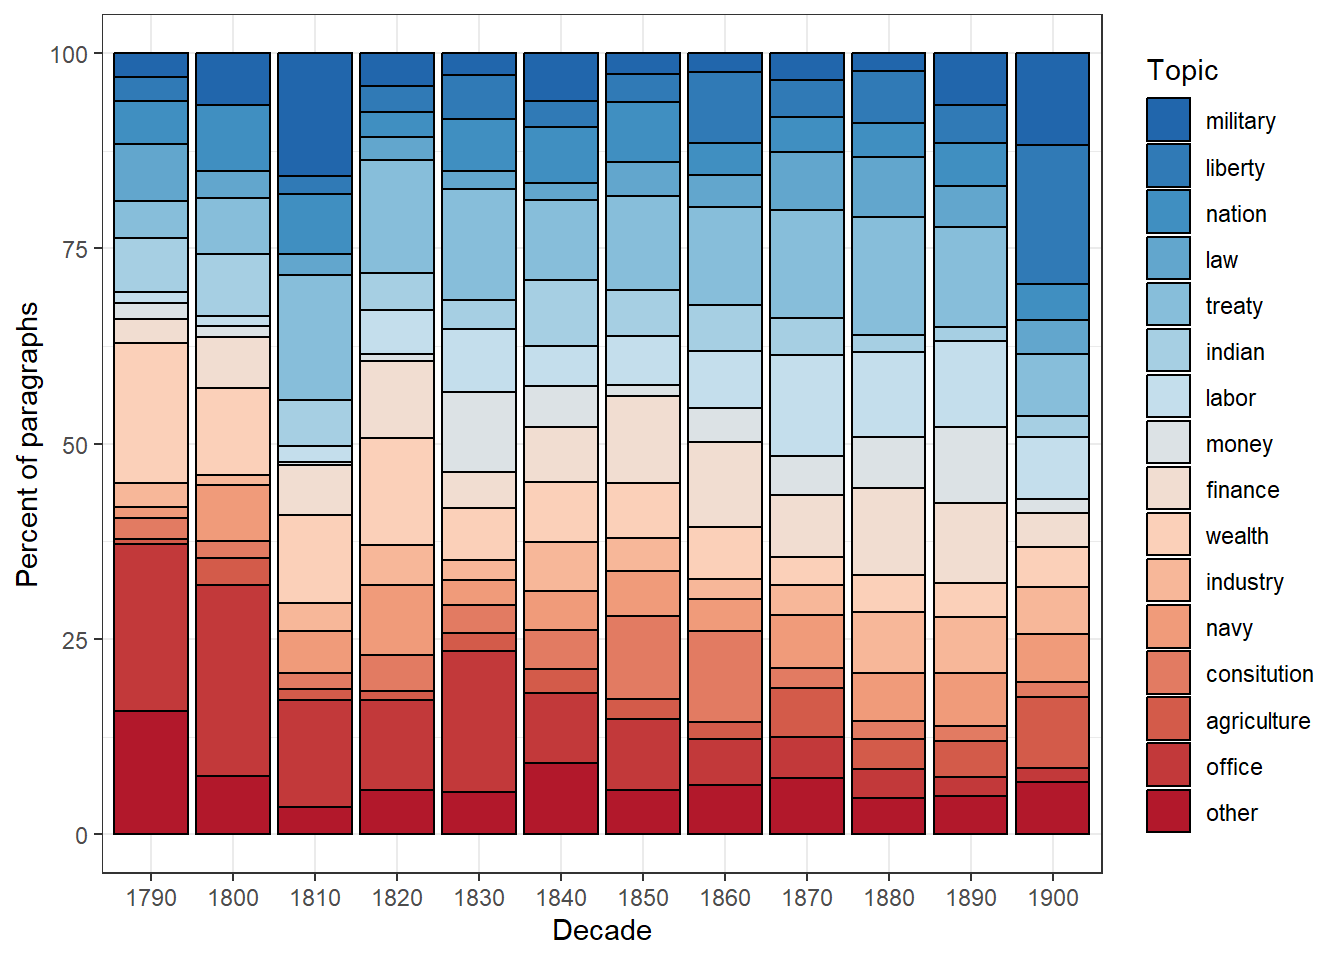 100
75
50
25
0
Percent of paragraphs
1790 1800 1810 1820 1830 1840 1850 1860 1870 1880 1890 1900
Decade
Topic
military
liberty
nation
law
treaty
indian
labor
money
finance
wealth
industry
navy
consitution
agriculture
office
other